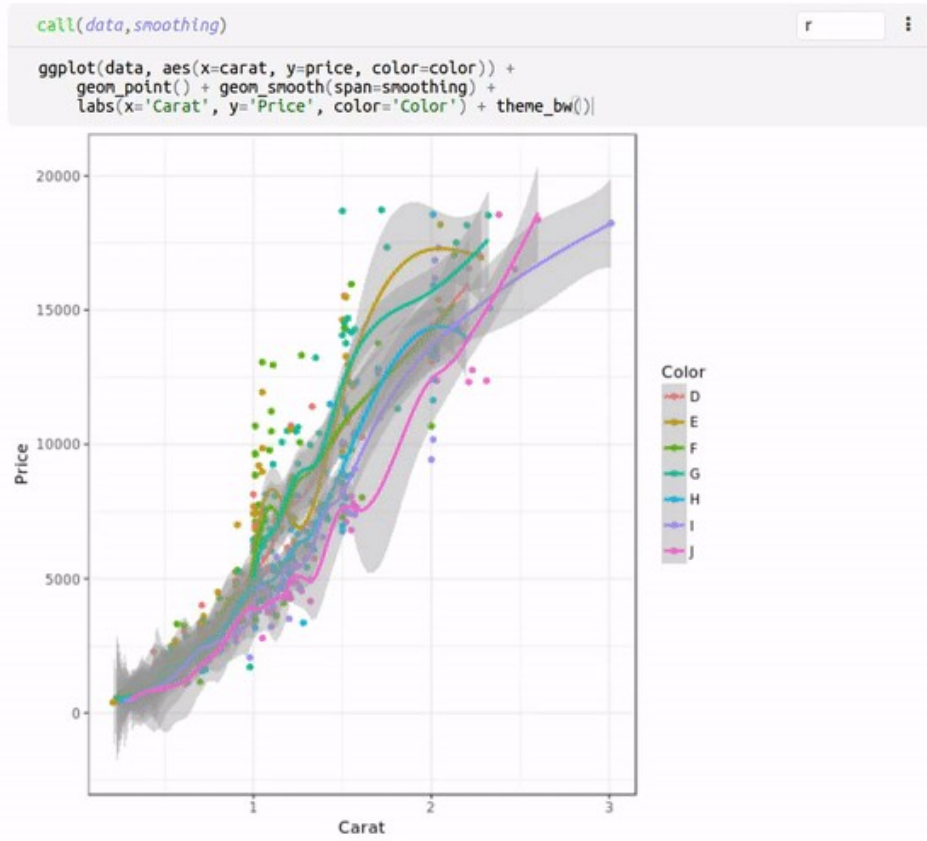 call(data,smoothing)
r
ggplot(data, aes(x=carat, y=price, color=color)) +
geom_point() + geom_smooth(span=smoothing) +
labs(x='Carat', y='Price', color='Color') + theme_bw()
20000
15000
10000
5000
0
Price
1 2 3
Carat
Color
D
E
F
G
H
I
J